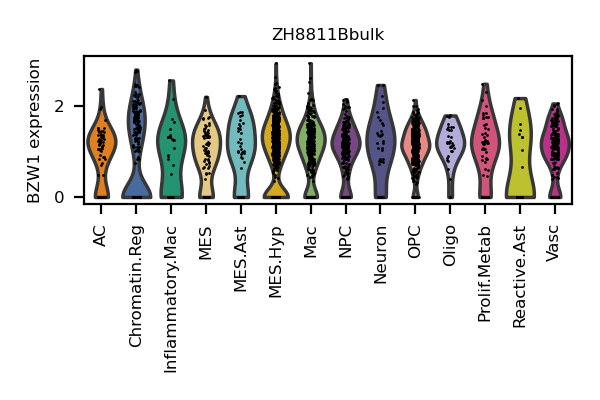 ZH8811Bbulk
BZW1 expression
2
0
AC
Chromatin.Reg
Inflammatory.Mac
MES
MES.Ast
MES.Hyp
Mac
NPC
Neuron
OPC
Oligo
Prolif.Metab
Reactive.Ast
Vasc